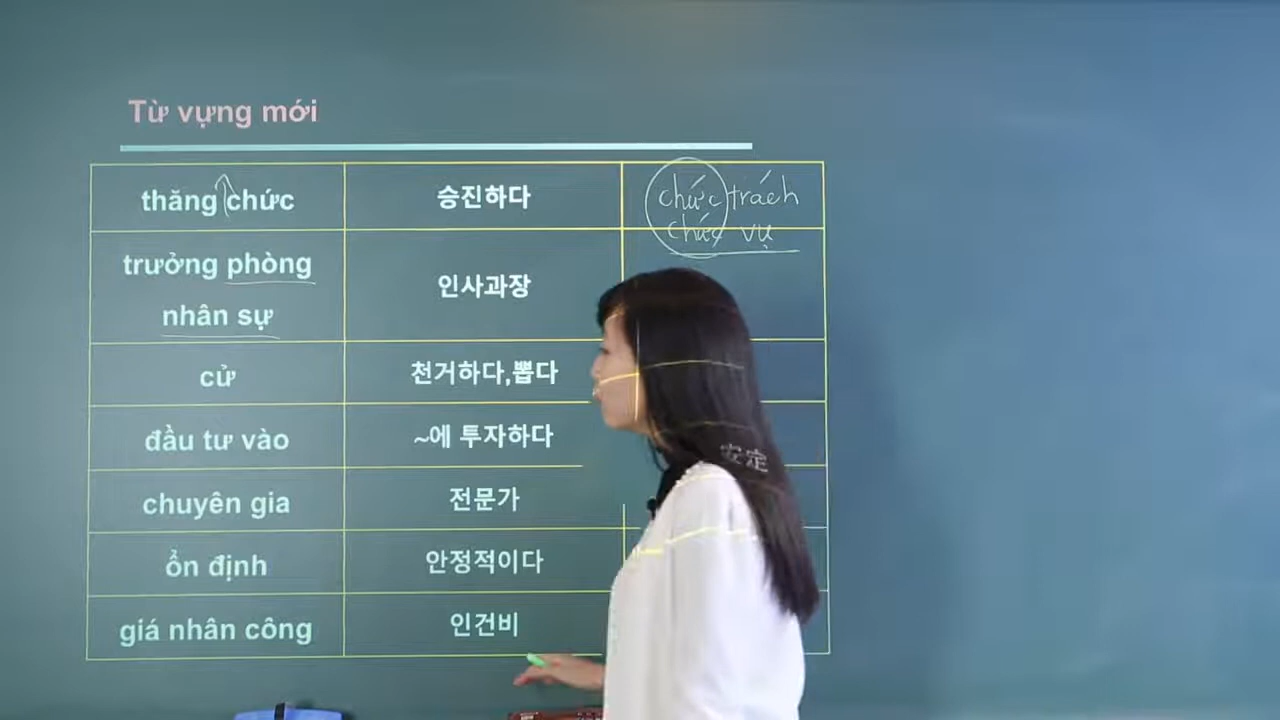 Từ vựng mới
thăng chức 승진하다 chức trách
chức vụ
trưởng phòng
nhân sự 인사과장
cử 천거하다,뽑다
đầu tư vào ~에 투자하다
安定
chuyên gia 전문가
ổn định 안정적이다
giá nhân công 인건비